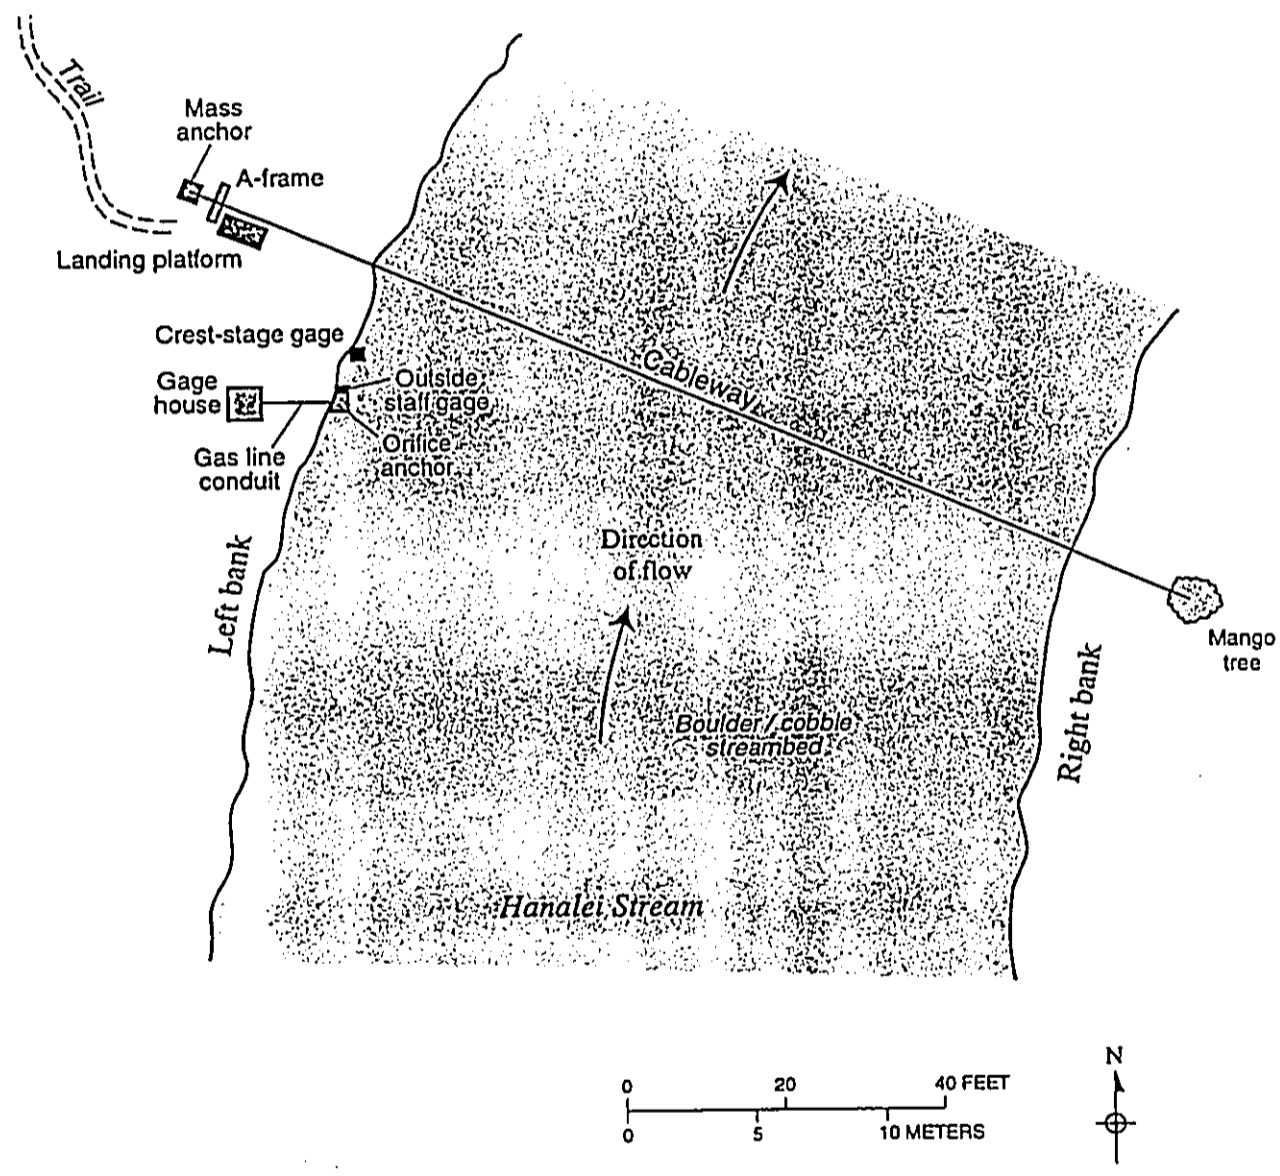 Trail
Mass
anchor
A-frame
Landing platform
Crest-stage gage
Gage
house
Outside
staff gage
Orifice
anchor
Gas line
conduit
Cableway
Direction
of flow
Left bank
Mango
tree
Right bank
Boulder / cobble
streambed
Hanalei Stream
N
0 20 40 FEET
0 5 10 METERS